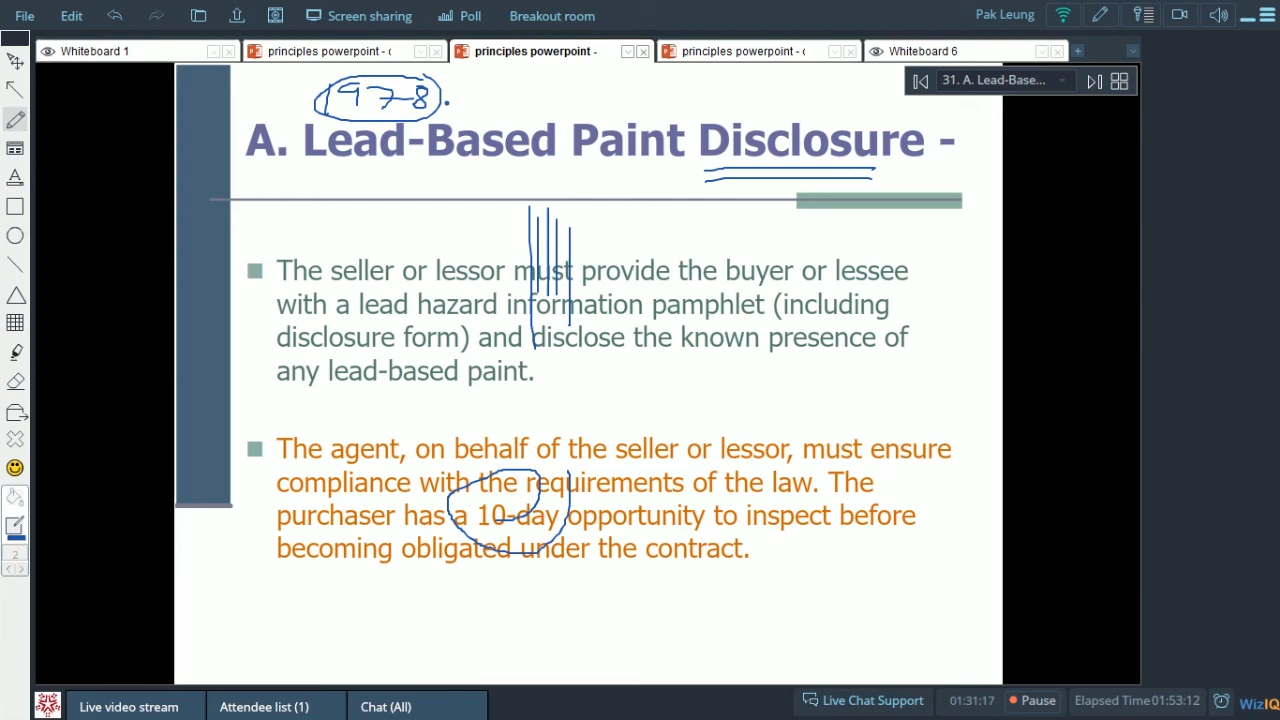 File Edit Screen sharing Poll Breakout room Pak Leung
Whiteboard 1 principles powerpoint - c principles powerpoint - principles powerpoint - c Whiteboard 6
31. A. Lead-Base...
978.
A. Lead-Based Paint Disclosure -
The seller or lessor must provide the buyer or lessee
with a lead hazard information pamphlet (including
disclosure form) and disclose the known presence of
any lead-based paint.
The agent, on behalf of the seller or lessor, must ensure
compliance with the requirements of the law. The
purchaser has a 10-day opportunity to inspect before
becoming obligated under the contract.
2
Live video stream Attendee list (1) Chat (All) Live Chat Support 01:31:17 Pause Elapsed Time 01:53:12 WizIQ